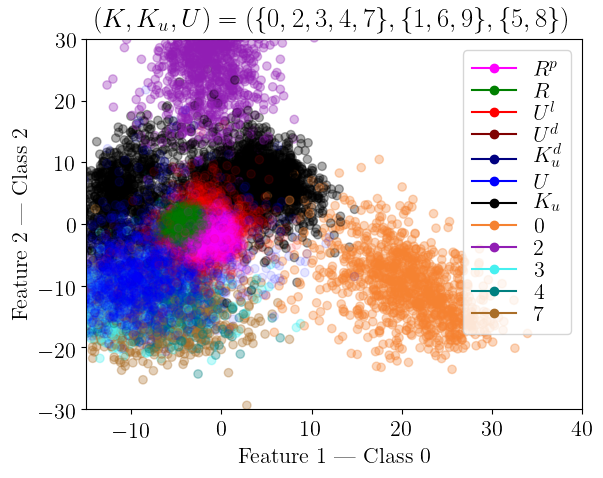 (K, K_u, U) = ({0, 2, 3, 4, 7}, {1, 6, 9}, {5, 8})
30
20
10
0
−10
−20
−30
Feature 2 — Class 2
−10
0
10
20
30
40
Feature 1 — Class 0
R^p
R
U^l
U^d
K_u^d
U
K_u
0
2
3
4
7